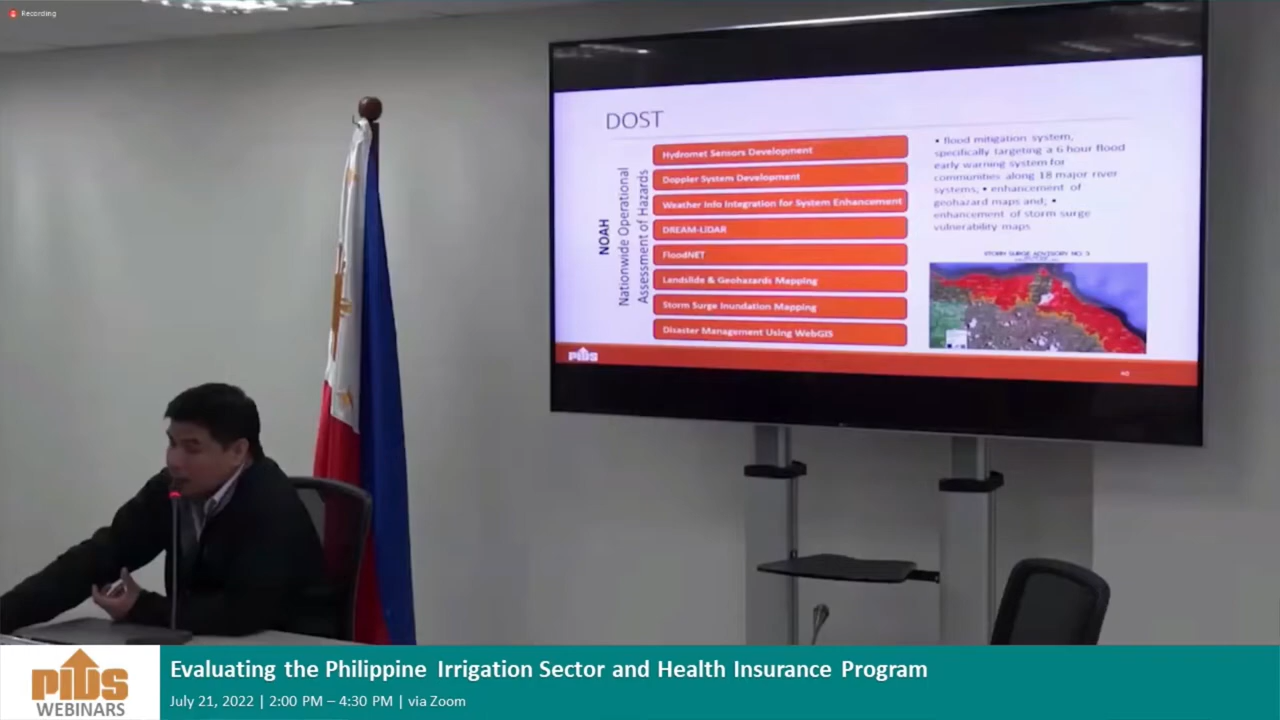 Recording
DOST
NOAH
Nationwide Operational
Assessment of Hazards
Hydromet Sensors Development
Doppler System Development
Weather Info Integration for System Enhancement
DREAM-LIDAR
FloodNET
Landslide & Geohazards Mapping
Storm Surge Inundation Mapping
Disaster Management Using WebGIS
• flood mitigation system,
specifically targeting a 6 hour flood
early warning system for
communities along 18 major river
systems; • enhancement of
geohazard maps and; •
enhancement of storm surge
vulnerability maps
STORM SURGE ADVISORY NO. 3
PIDS
40
PIDS
WEBINARS
Evaluating the Philippine Irrigation Sector and Health Insurance Program
July 21, 2022 | 2:00 PM – 4:30 PM | via Zoom